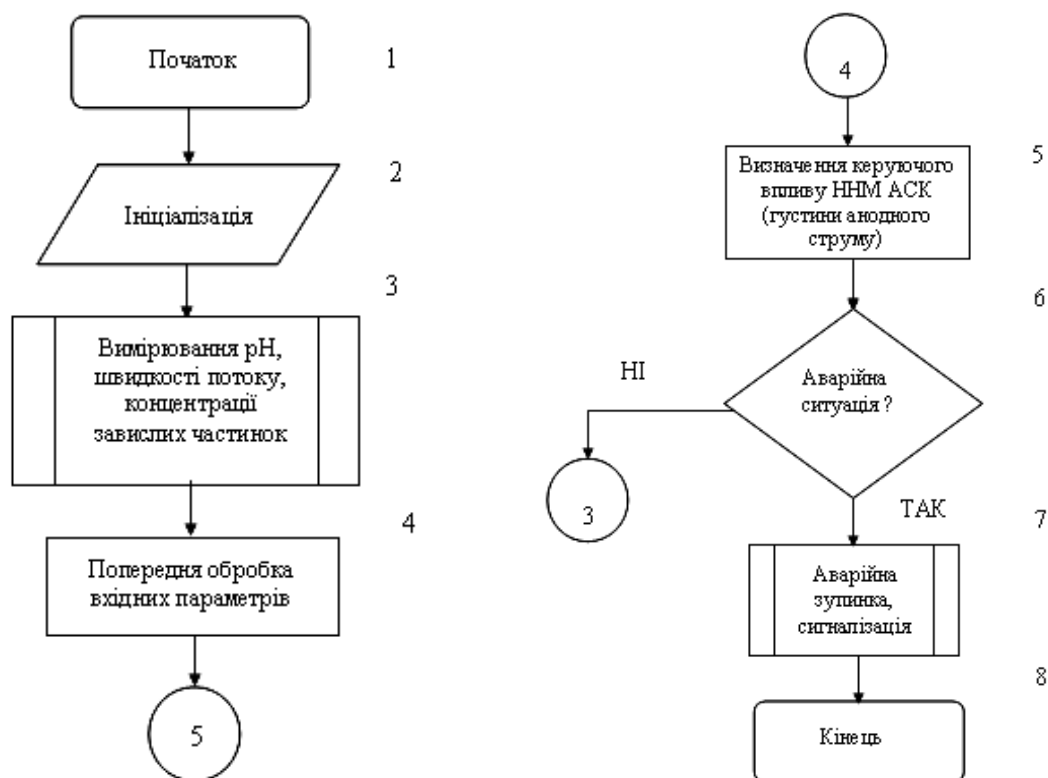 Початок
1
Ініціалізація
2
Вимірювання рН,
швидкості потоку,
концентрації
завислих частинок
3
Попередня обробка
вхідних параметрів
4
5
4
Визначення керуючого
впливу ННМ АСК
(густини анодного
струму)
5
Аварійна
ситуація ?
6
НІ
3
ТАК
Аварійна
зупинка,
сигналізація
7
Кінець
8